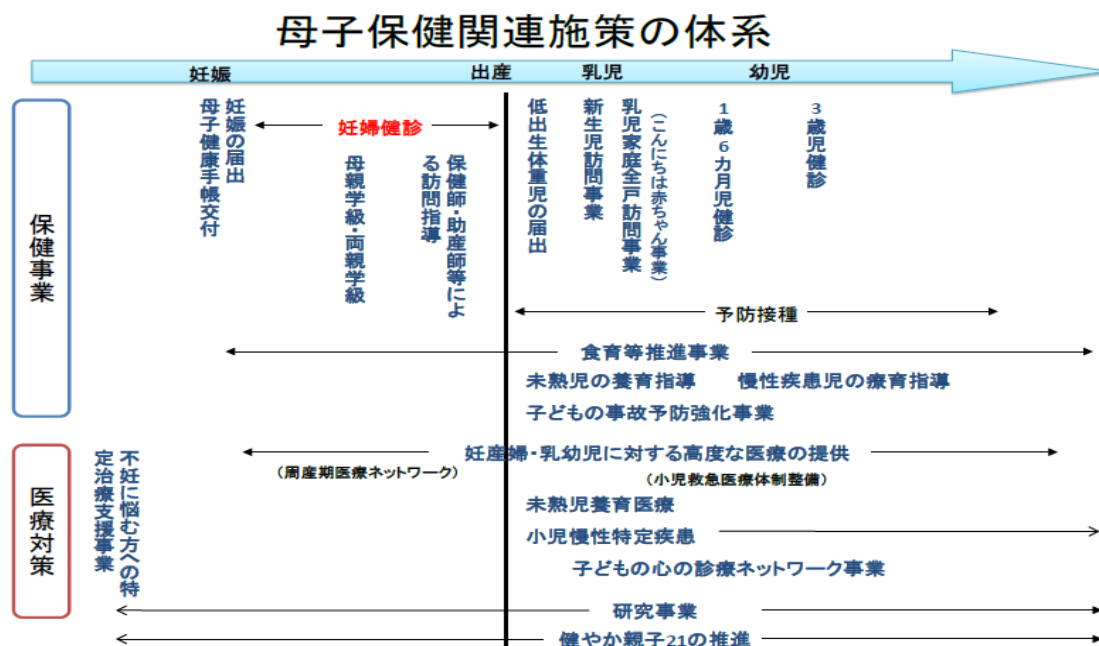 母子保健関連施策の体系
妊娠
出産
乳児
幼児
保健事業
妊娠の届出
母子健康手帳交付
妊婦健診
母親学級・両親学級
保健師・助産師等によ
る訪問指導
低出生体重児の届出
新生児訪問事業
乳児家庭全戸訪問事業
(こんにちは赤ちゃん事業)
1歳6カ月児健診
3歳児健診
予防接種
食育等推進事業
未熟児の養育指導
慢性疾患児の療育指導
子どもの事故予防強化事業
医療対策
不妊に悩む方への特
定治療支援事業
妊産婦・乳幼児に対する高度な医療の提供
(周産期医療ネットワーク)
(小児救急医療体制整備)
未熟児養育医療
小児慢性特定疾患
子どもの心の診療ネットワーク事業
研究事業
健やか親子21の推進